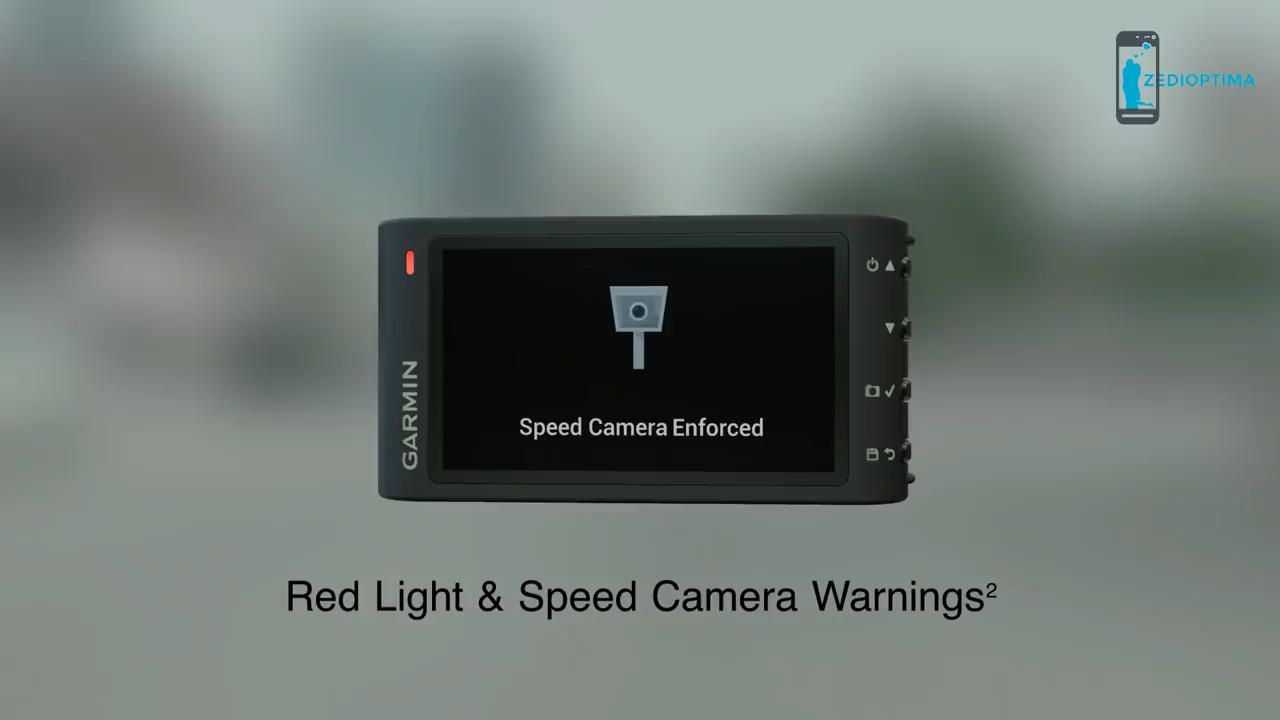 ZEDIOPTIMA
GARMIN
Speed Camera Enforced
Red Light & Speed Camera Warnings²